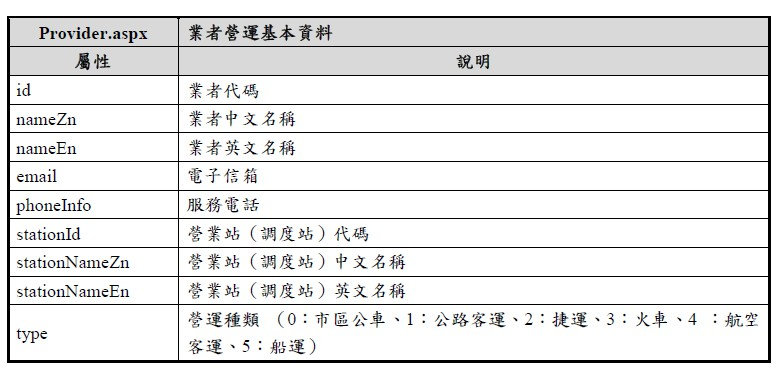 Provider.aspx 業者營運基本資料
屬性 說明
id 業者代碼
nameZn 業者中文名稱
nameEn 業者英文名稱
email 電子信箱
phoneInfo 服務電話
stationId 營業站（調度站）代碼
stationNameZn 營業站（調度站）中文名稱
stationNameEn 營業站（調度站）英文名稱
type 營運種類 （0：市區公車、1：公路客運、2：捷運、3：火車、4 ：航空
客運、5：船運）